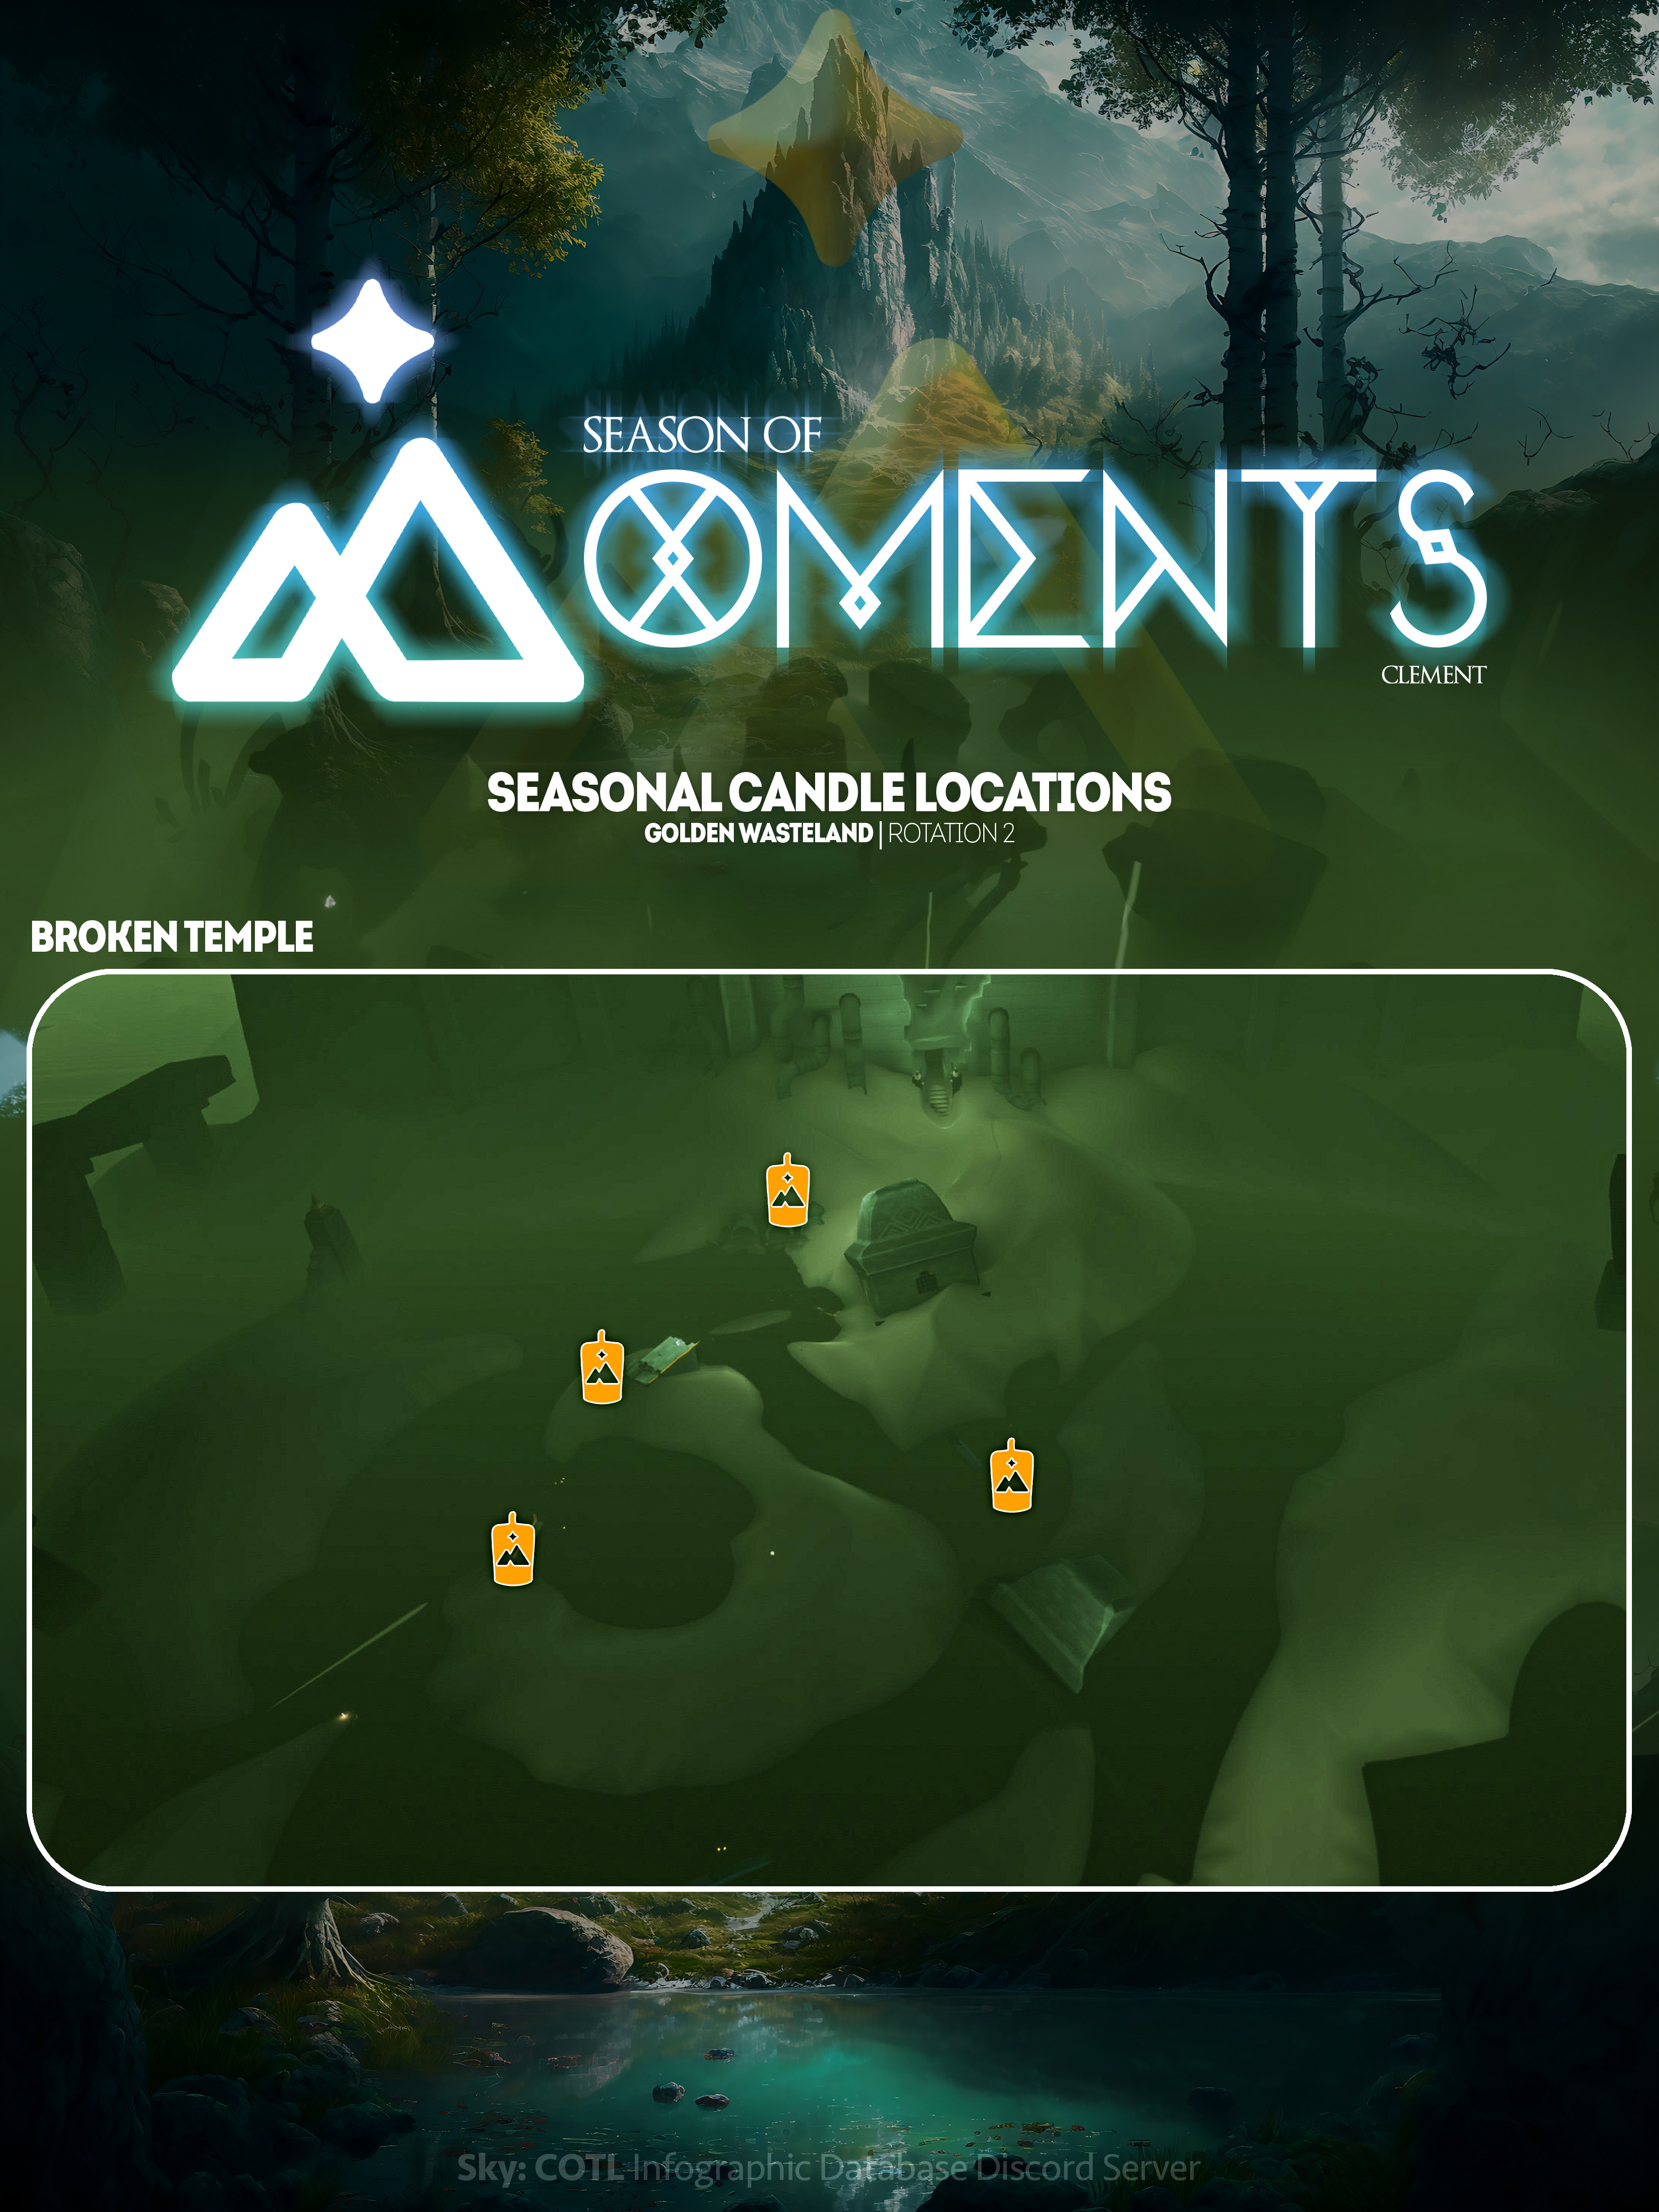 SEASON OF
MOMENTS
CLEMENT
SEASONAL CANDLE LOCATIONS
GOLDEN WASTELAND | ROTATION 2
BROKEN TEMPLE
Sky: COTL Infographic Database Discord Server